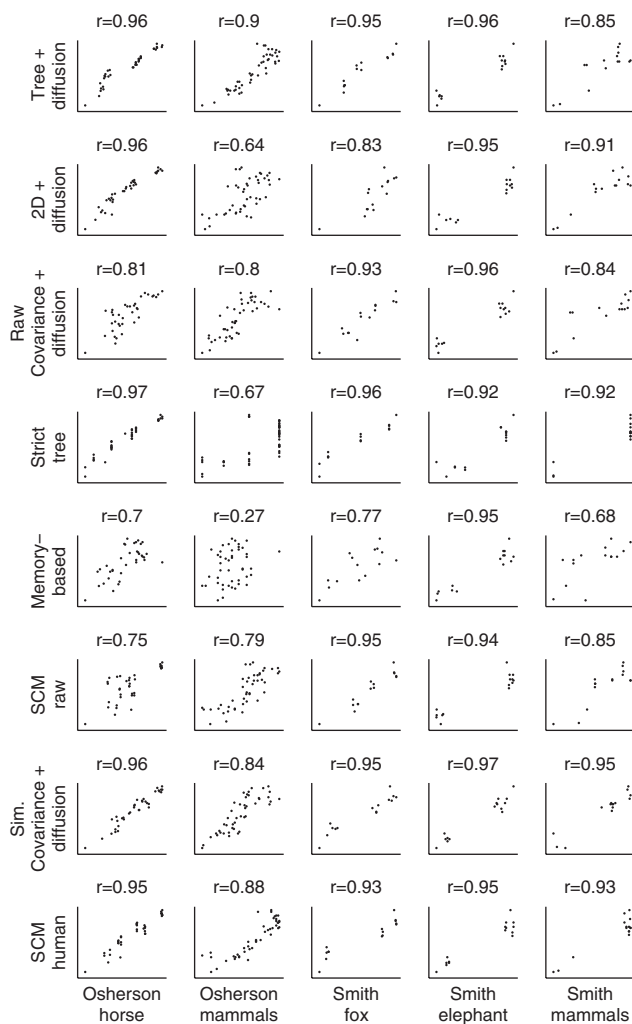 r=0.96 r=0.9 r=0.95 r=0.96 r=0.85
Tree +
diffusion
r=0.96 r=0.64 r=0.83 r=0.95 r=0.91
2D +
diffusion
r=0.81 r=0.8 r=0.93 r=0.96 r=0.84
Raw
Covariance +
diffusion
r=0.97 r=0.67 r=0.96 r=0.92 r=0.92
Strict
tree
r=0.7 r=0.27 r=0.77 r=0.95 r=0.68
Memory−
based
r=0.75 r=0.79 r=0.95 r=0.94 r=0.85
SCM
raw
r=0.96 r=0.84 r=0.95 r=0.97 r=0.95
Sim.
Covariance +
diffusion
r=0.95 r=0.88 r=0.93 r=0.95 r=0.93
SCM
human
Osherson Osherson Smith Smith Smith
horse mammals fox elephant mammals